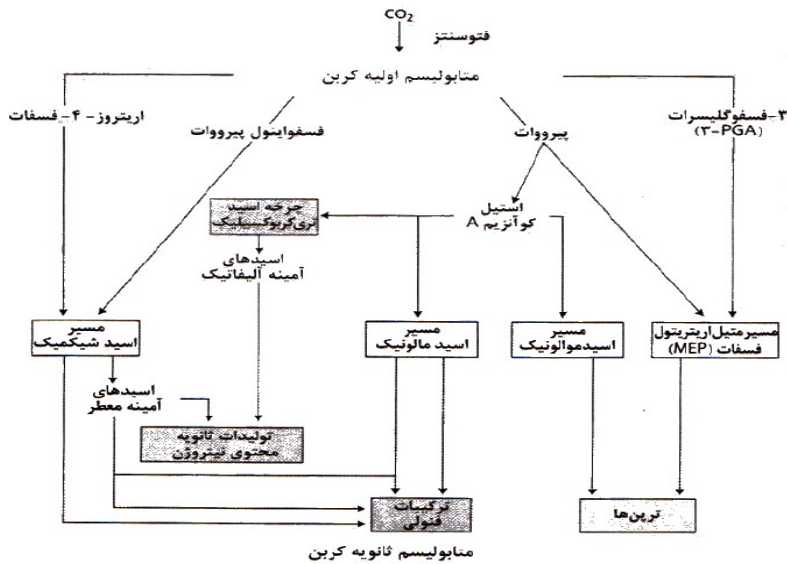 CO₂
فتوسنتز
متابولیسم اولیه کربن
اریتروز - ۴ - فسفات
فسفواینول پیرووات
پیرووات
۳-فسفوگلیسرات
(۳-PGA)
چرخه اسید
تری‌کربوکسیلیک
استیل
کوآنزیم A
اسیدهای
آمینه آلیفاتیک
مسیر
اسید شیکمیک
مسیر
اسید مالونیک
مسیر
اسیدموالونیک
مسیرمتیل‌اریتریتول
فسفات (MEP)
اسیدهای
آمینه معطر
تولیدات ثانویه
محتوی نیتروژن
ترکیبات
فنولی
ترپن‌ها
متابولیسم ثانویه کربن